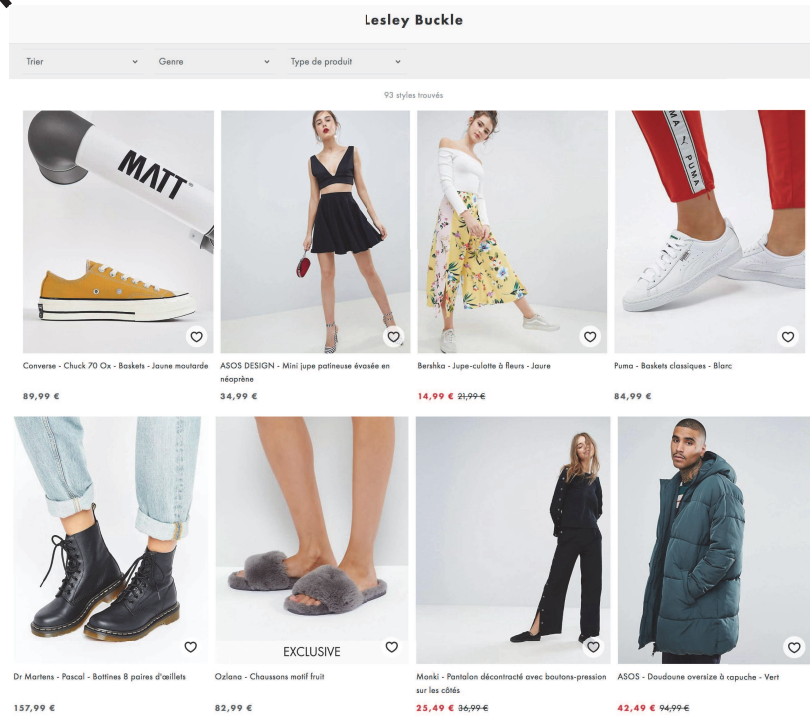 Lesley Buckle
Trier
Genre
Type de produit
93 styles trouvés
MATT
PUMA
Converse - Chuck 70 Ox - Baskets - Jaune moutarde
89,99 €
ASOS DESIGN - Mini jupe patineuse évasée en
néoprène
34,99 €
Bershka - Jupe-culotte à fleurs - Jaure
14,99 € 21,99 €
Puma - Baskets classiques - Blarc
84,99 €
EXCLUSIVE
Dr Martens - Pascal - Bottines 8 paires d'œillets
157,99 €
Ozlana - Chaussons motif fruit
82,99 €
Monki - Pantalon décontracté avec boutons-pression
sur les côtés
25,49 € 36,99 €
ASOS - Doudoune oversize à capuche - Vert
42,49 € 94,99 €